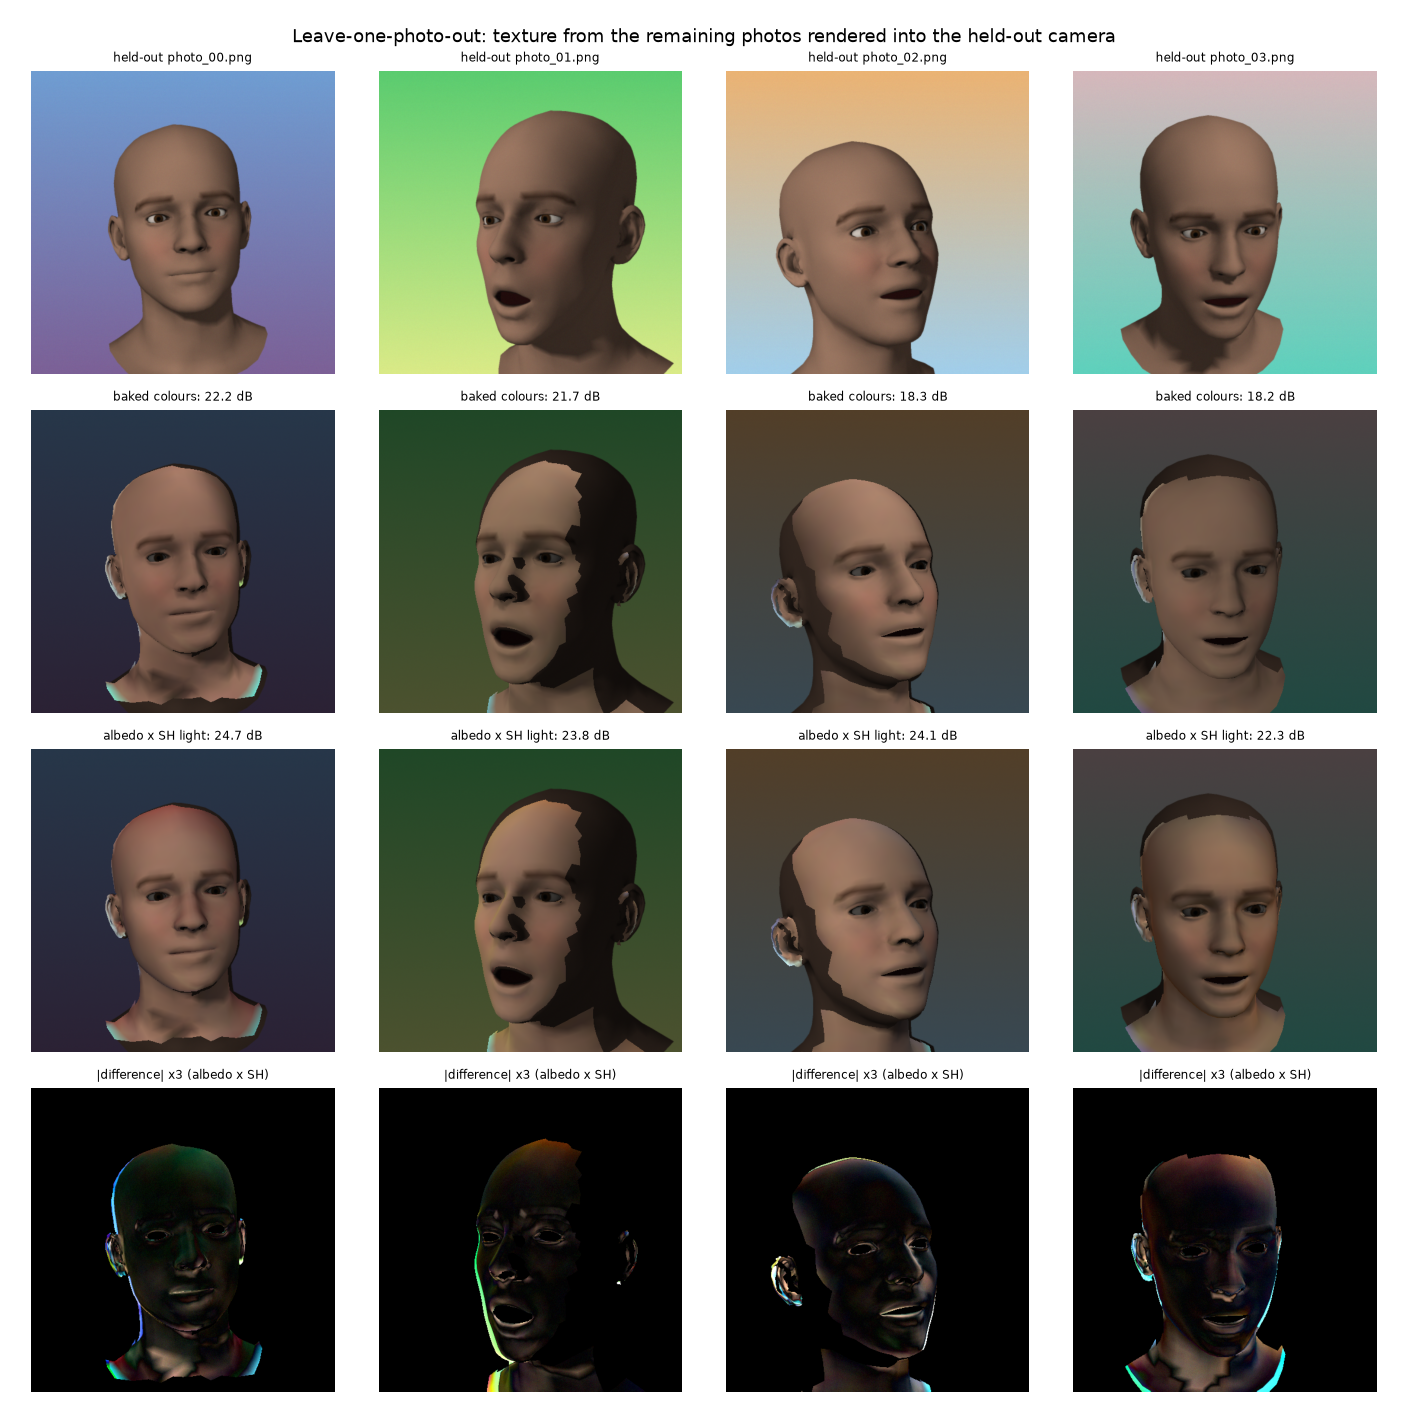 Leave-one-photo-out: texture from the remaining photos rendered into the held-out camera
held-out photo_00.png
held-out photo_01.png
held-out photo_02.png
held-out photo_03.png
baked colours: 22.2 dB
baked colours: 21.7 dB
baked colours: 18.3 dB
baked colours: 18.2 dB
albedo x SH light: 24.7 dB
albedo x SH light: 23.8 dB
albedo x SH light: 24.1 dB
albedo x SH light: 22.3 dB
|difference| x3 (albedo x SH)
|difference| x3 (albedo x SH)
|difference| x3 (albedo x SH)
|difference| x3 (albedo x SH)